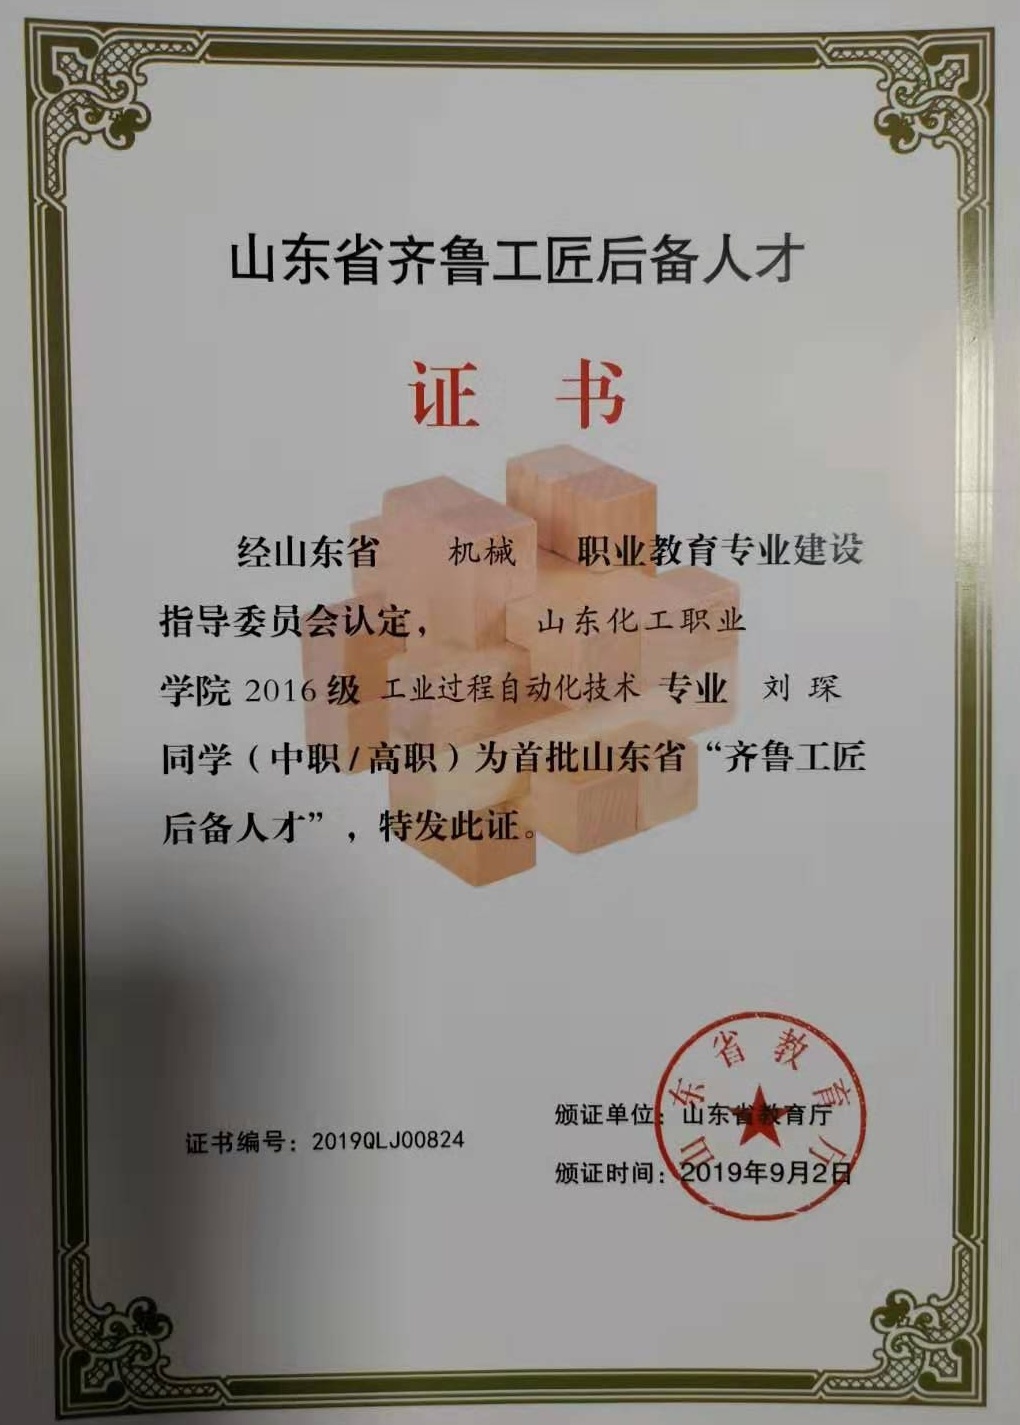 山东省齐鲁工匠后备人才
证 书
经山东省 机械 职业教育专业建设
指导委员会认定， 山东化工职业
学院 2016 级 工业过程自动化技术 专业 刘 琛
同学（中职/高职）为首批山东省“齐鲁工匠
后备人才”，特发此证。
证书编号：2019QLJ00824
颁证单位：山东省教育厅
颁证时间：2019年9月2日
山东省教育厅